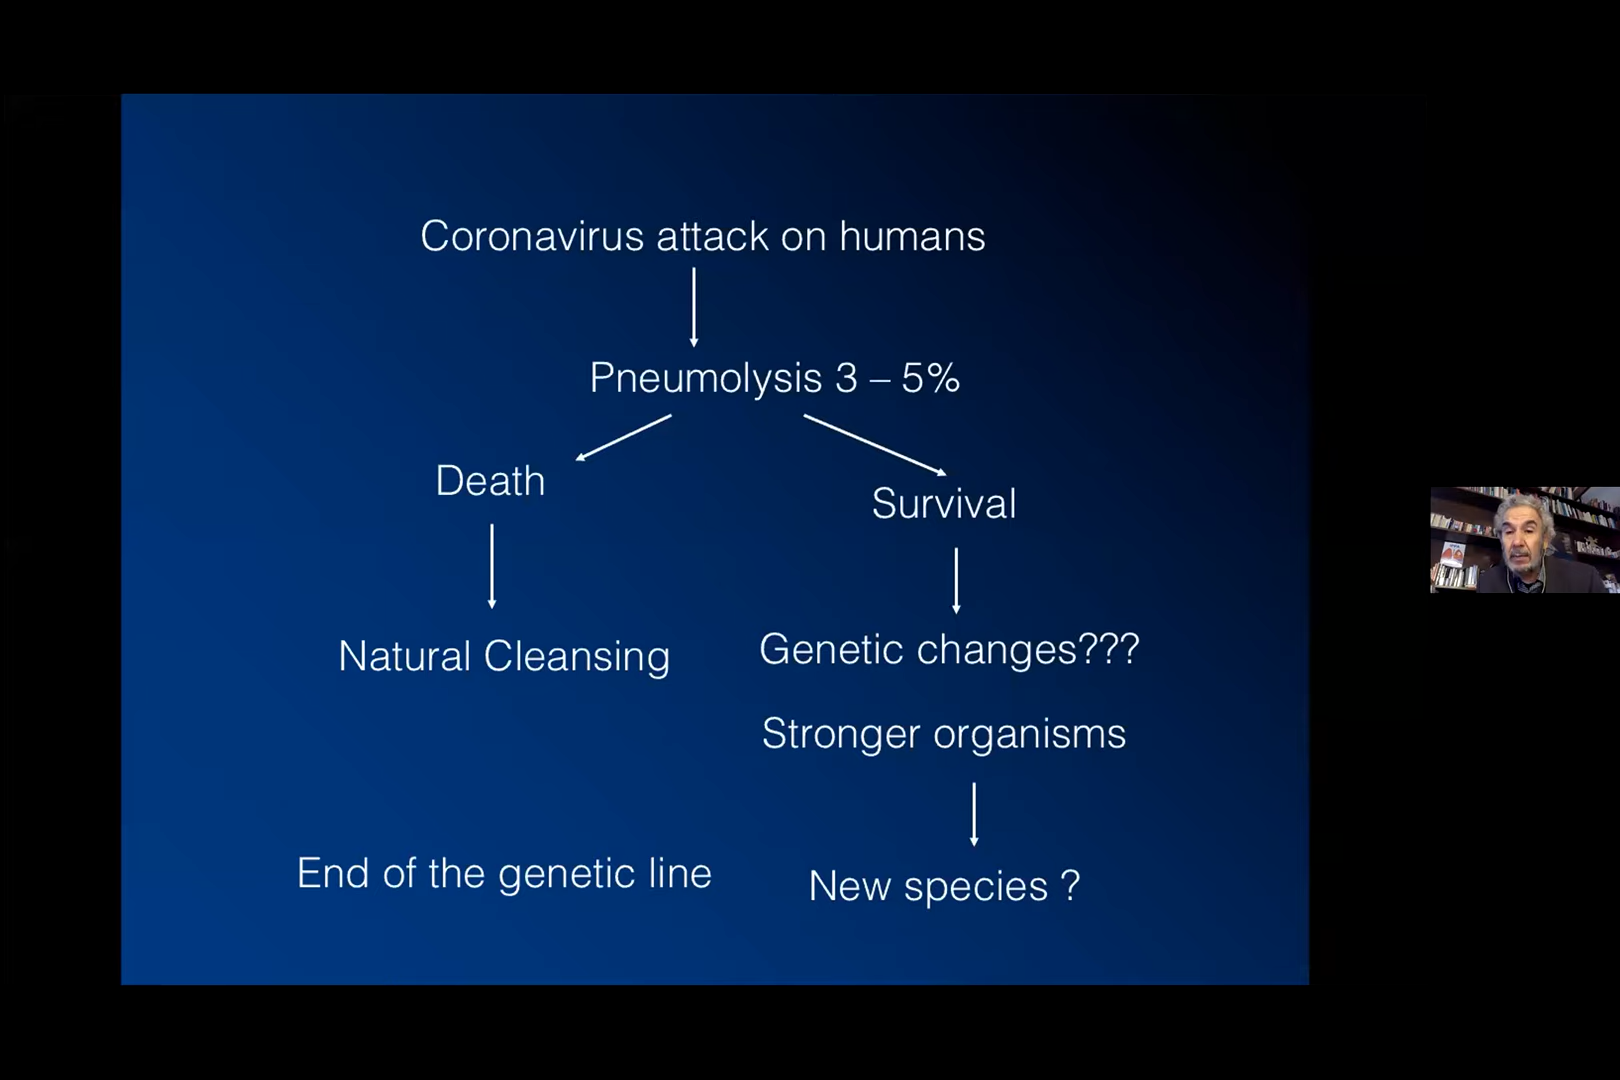 Coronavirus attack on humans
Pneumolysis 3 – 5%
Death
Survival
Natural Cleansing
Genetic changes???
Stronger organisms
End of the genetic line
New species ?